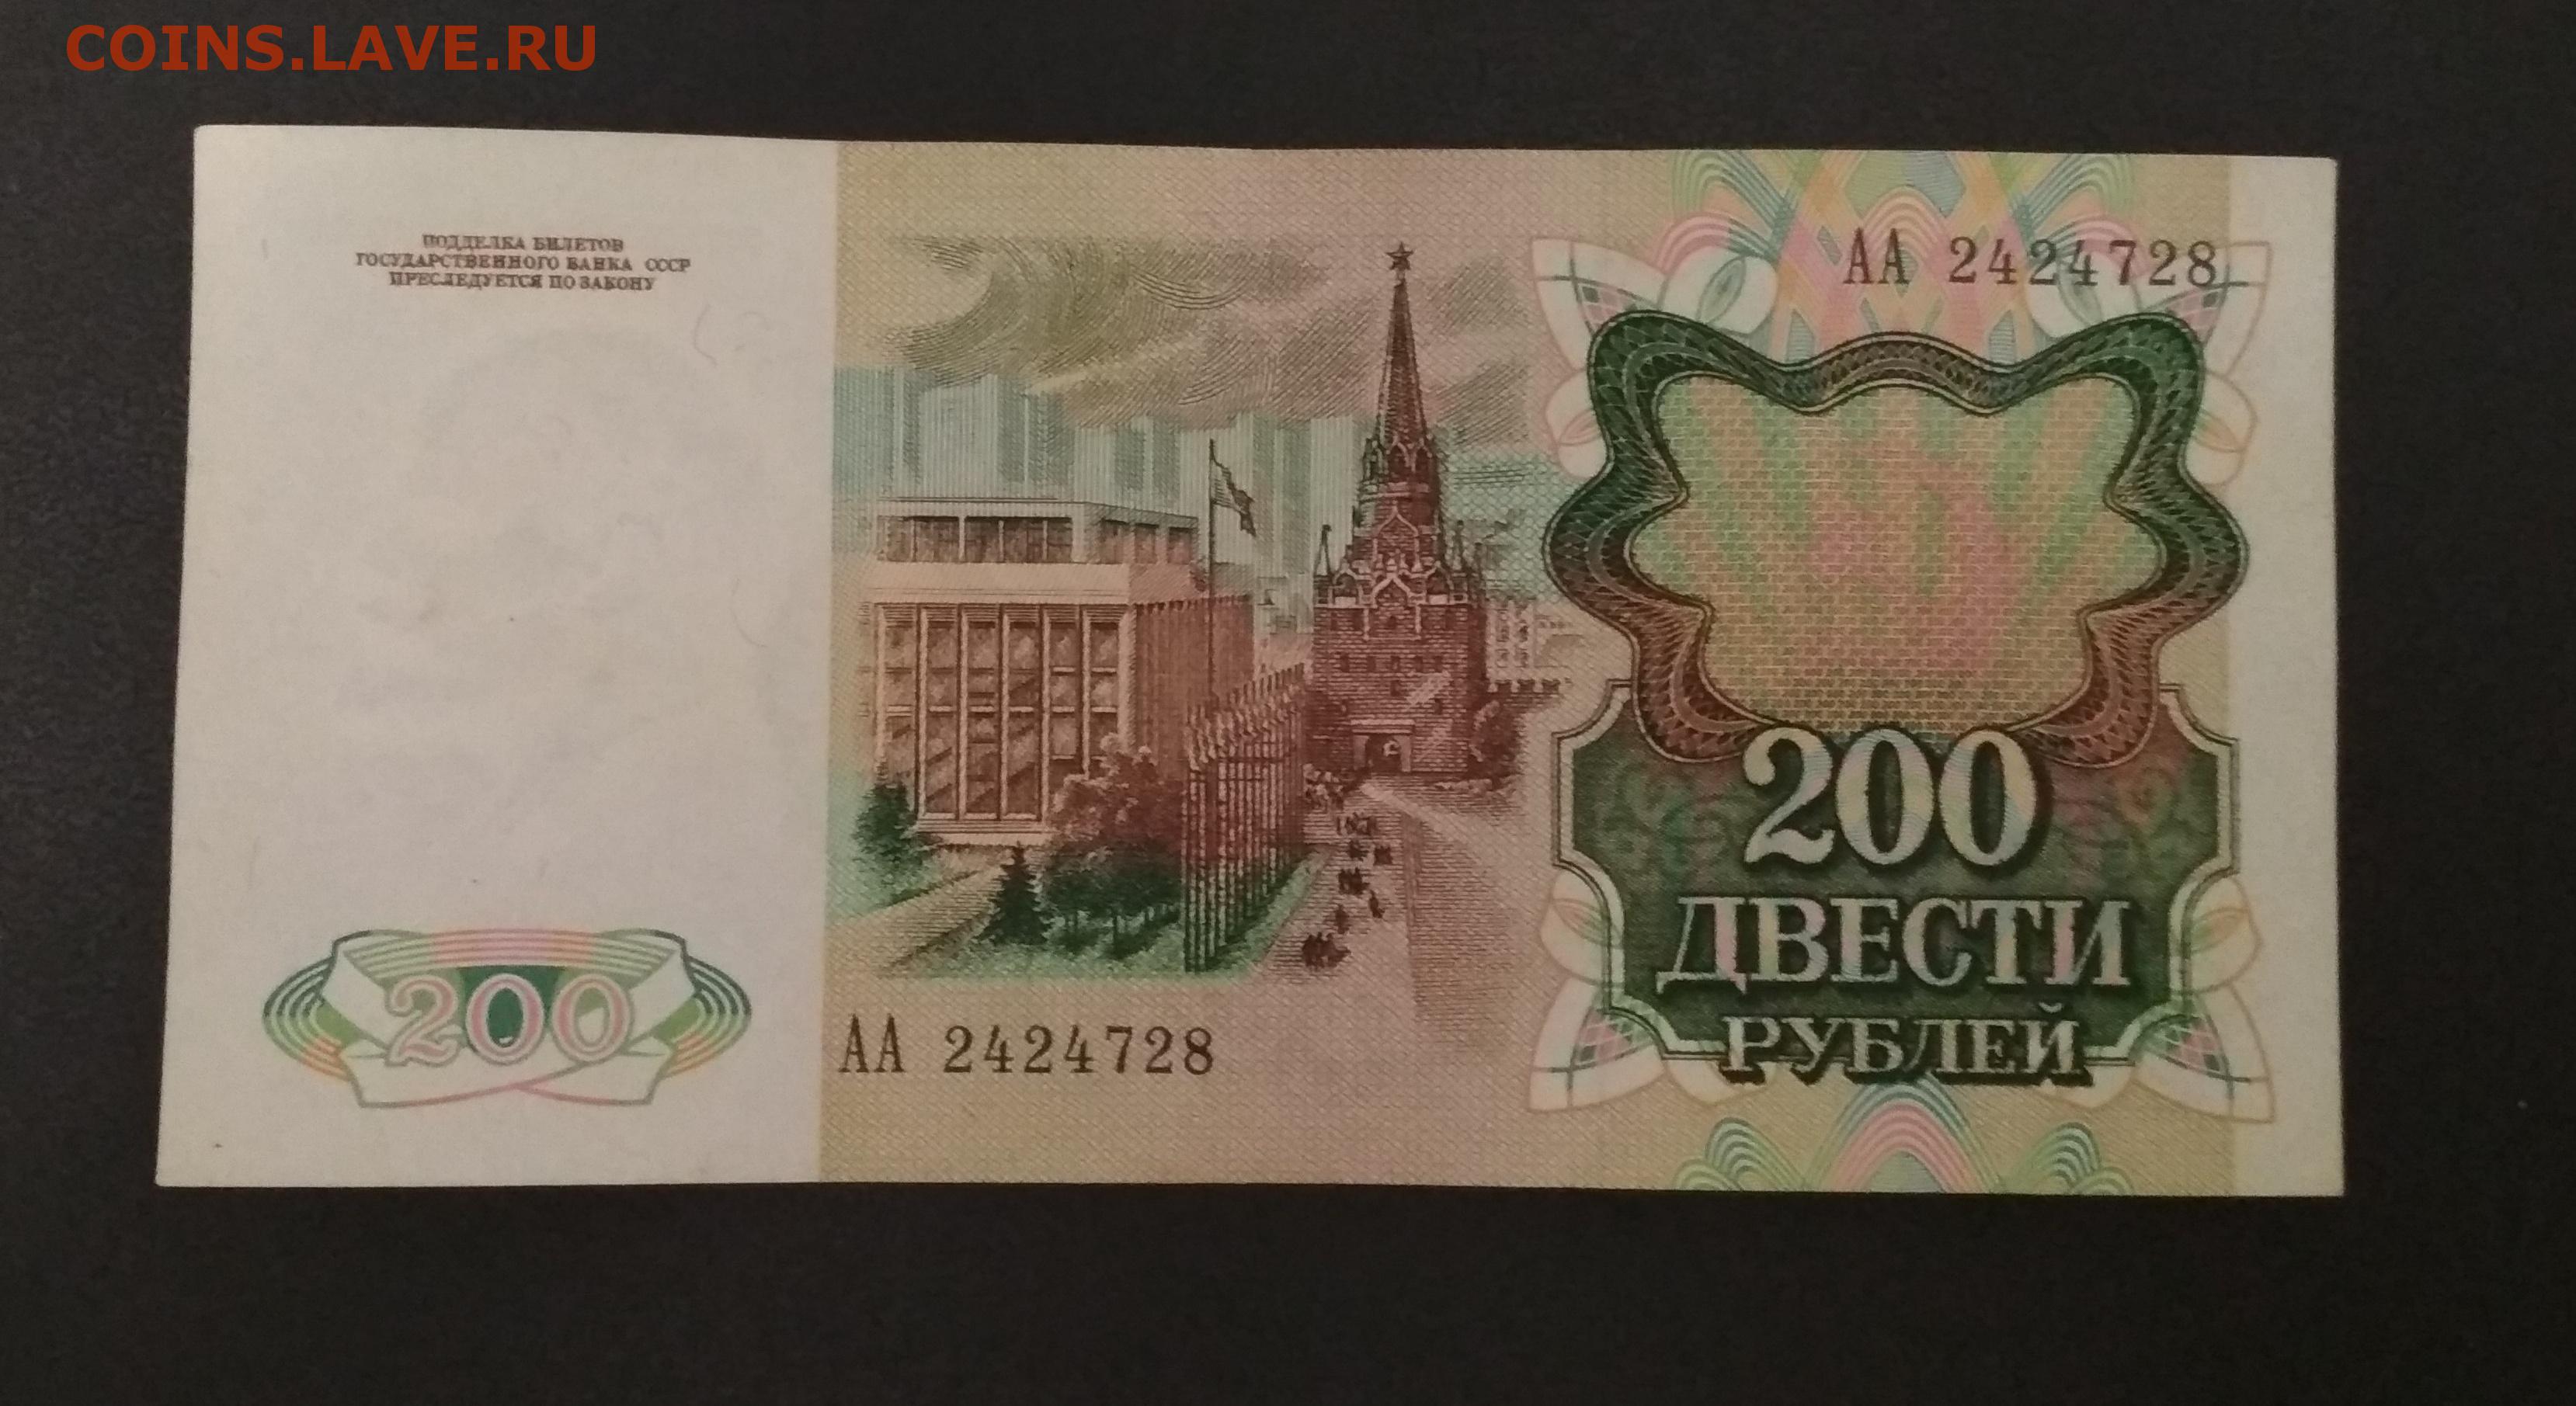 COINS.LAVE.RU
ПОДДЕЛКА БИЛЕТОВ
ГОСУДАРСТВЕННОГО БАНКА СССР
ПРЕСЛЕДУЕТСЯ ПО ЗАКОНУ
АА 2424728
200
ДВЕСТИ
РУБЛЕЙ
200
АА 2424728